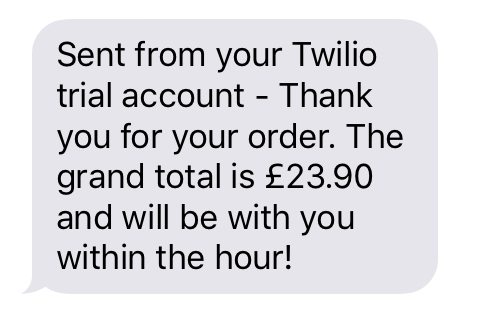 Sent from your Twilio
trial account - Thank
you for your order. The
grand total is £23.90
and will be with you
within the hour!